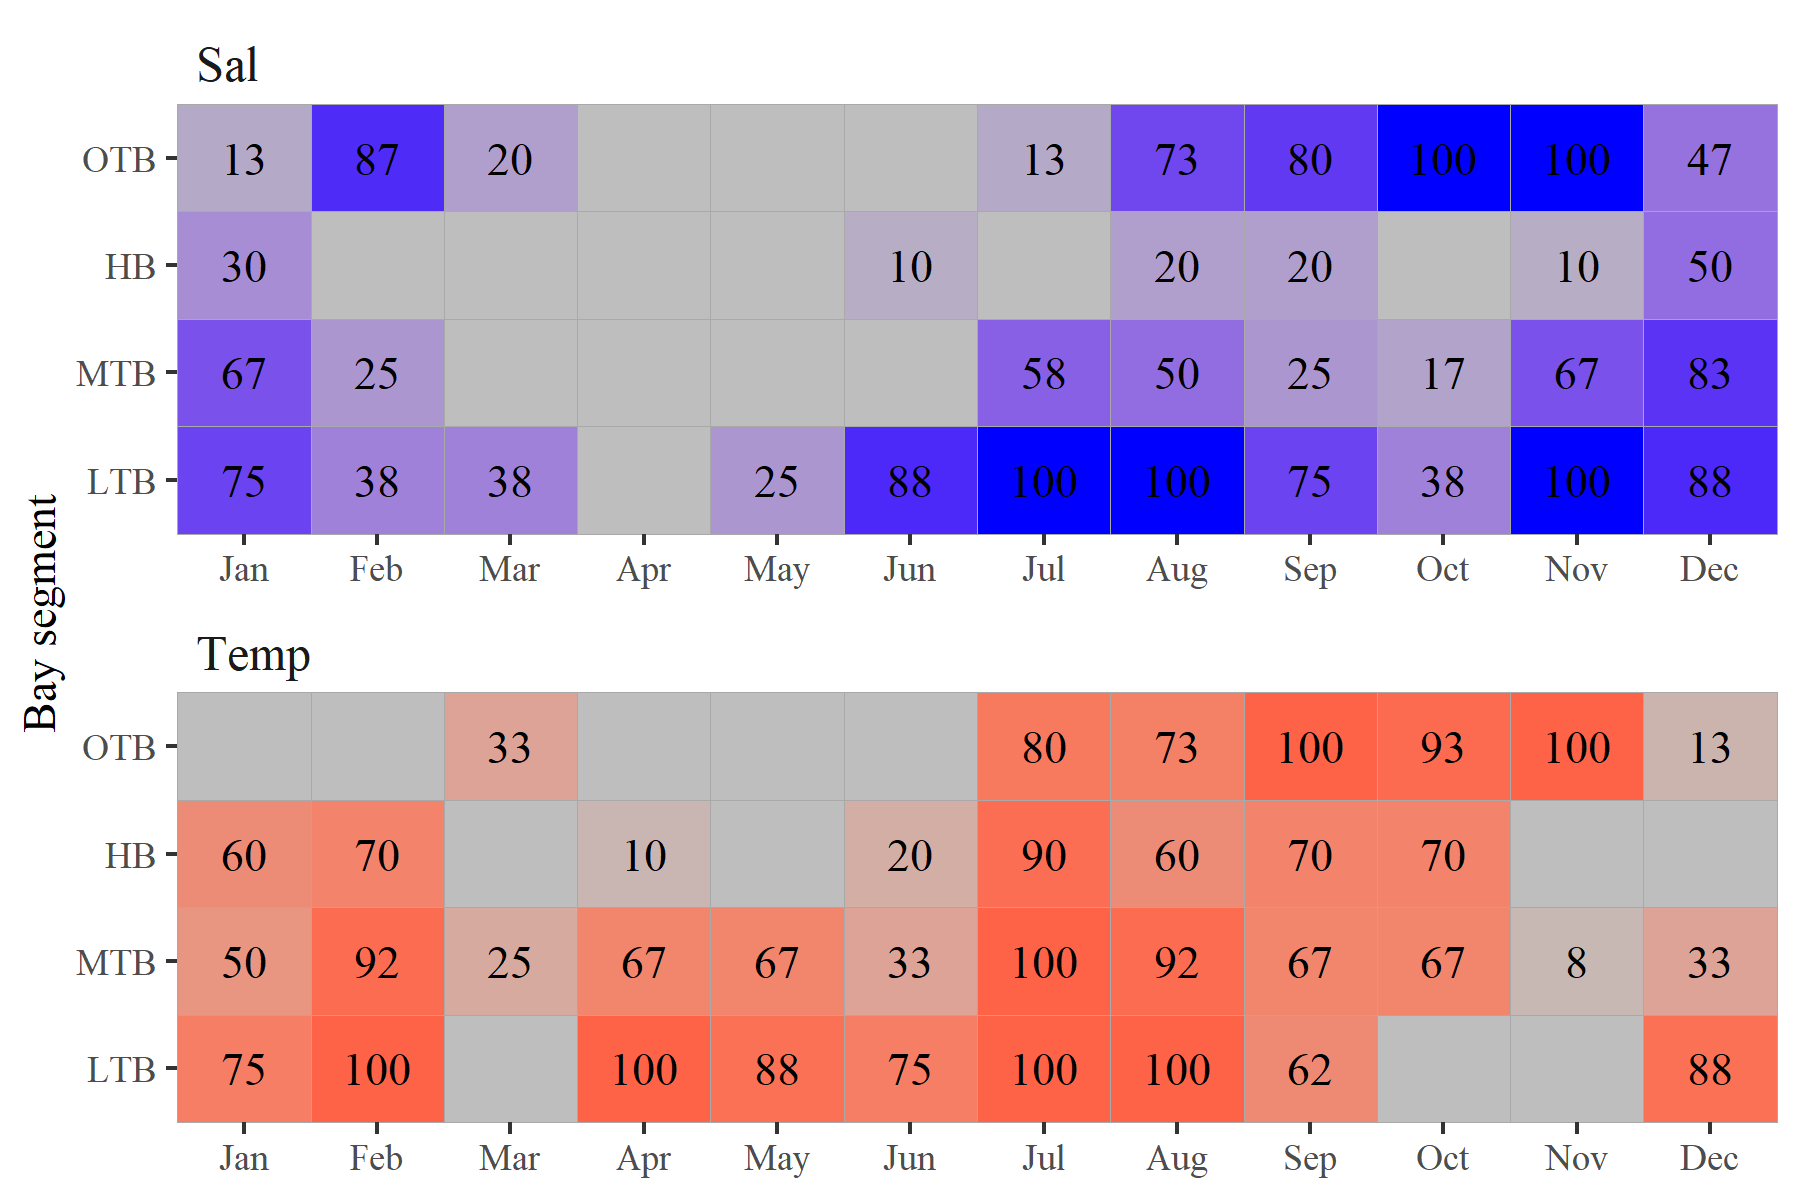 Sal
OTB 13 87 20 13 73 80 100 100 47
HB 30 10 20 20 10 50
MTB 67 25 58 50 25 17 67 83
LTB 75 38 38 25 88 100 100 75 38 100 88
Jan Feb Mar Apr May Jun Jul Aug Sep Oct Nov Dec
Bay segment
Temp
OTB 33 80 73 100 93 100 13
HB 60 70 10 20 90 60 70 70
MTB 50 92 25 67 67 33 100 92 67 67 8 33
LTB 75 100 100 88 75 100 100 62 88
Jan Feb Mar Apr May Jun Jul Aug Sep Oct Nov Dec